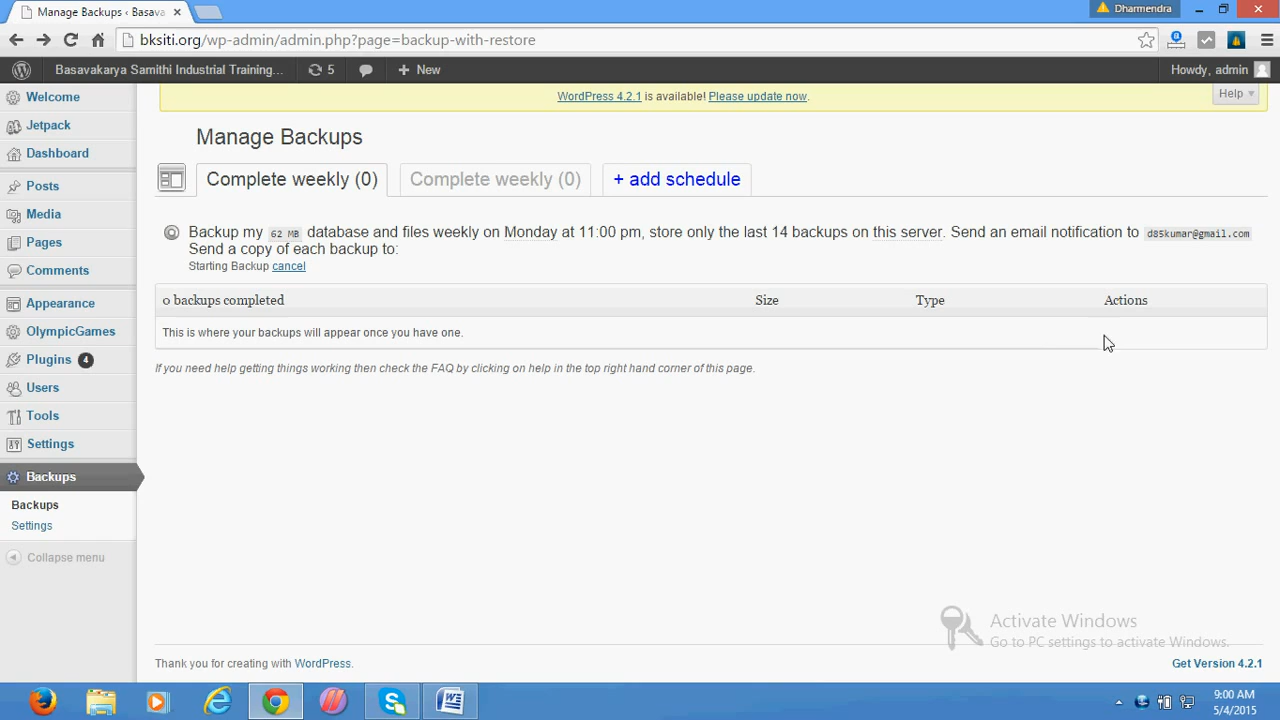 Manage Backups ‹ Basava
Dharmendra
bksiti.org/wp-admin/admin.php?page=backup-with-restore
Basavakarya Samithi Industrial Training... 5 New Howdy, admin
WordPress 4.2.1 is available! Please update now.
Help
Welcome
Jetpack
Dashboard
Posts
Media
Pages
Comments
Appearance
OlympicGames
Plugins 4
Users
Tools
Settings
Backups
Backups
Settings
Collapse menu
Manage Backups
Complete weekly (0) Complete weekly (0) + add schedule
Backup my 62 MB database and files weekly on Monday at 11:00 pm, store only the last 14 backups on this server. Send an email notification to d85kumar@gmail.com
Send a copy of each backup to:
Starting Backup cancel
0 backups completed Size Type Actions
This is where your backups will appear once you have one.
If you need help getting things working then check the FAQ by clicking on help in the top right hand corner of this page.
Activate Windows
Go to PC settings to activate Windows.
Thank you for creating with WordPress. Get Version 4.2.1
9:00 AM
5/4/2015